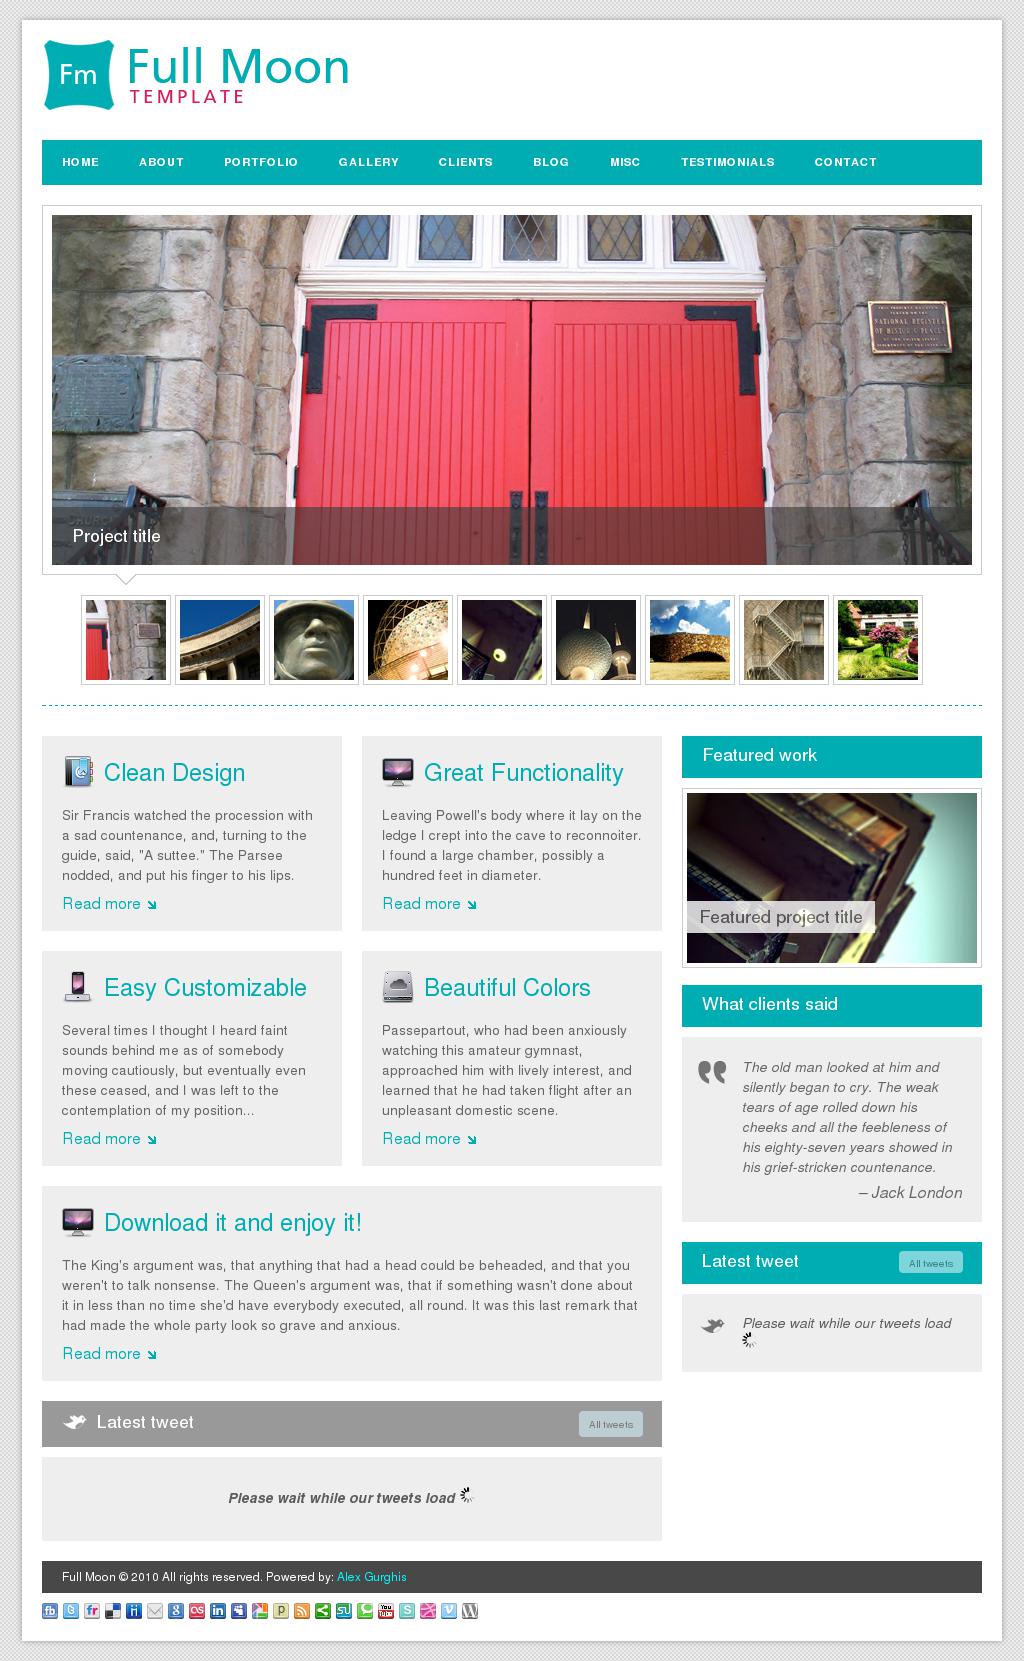 Fm
Full Moon
TEMPLATE
HOME ABOUT PORTFOLIO GALLERY CLIENTS BLOG MISC TESTIMONIALS CONTACT
NATIONAL REGISTER
Project title
Clean Design
Sir Francis watched the procession with
a sad countenance, and, turning to the
guide, said, "A suttee." The Parsee
nodded, and put his finger to his lips.
Read more
Great Functionality
Leaving Powell's body where it lay on the
ledge I crept into the cave to reconnoiter.
I found a large chamber, possibly a
hundred feet in diameter.
Read more
Easy Customizable
Several times I thought I heard faint
sounds behind me as of somebody
moving cautiously, but eventually even
these ceased, and I was left to the
contemplation of my position...
Read more
Beautiful Colors
Passepartout, who had been anxiously
watching this amateur gymnast,
approached him with lively interest, and
learned that he had taken flight after an
unpleasant domestic scene.
Read more
Download it and enjoy it!
The King's argument was, that anything that had a head could be beheaded, and that you
weren't to talk nonsense. The Queen's argument was, that if something wasn't done about
it in less than no time she'd have everybody executed, all round. It was this last remark that
had made the whole party look so grave and anxious.
Read more
Latest tweet All tweets
Please wait while our tweets load
Featured work
Featured project title
What clients said
The old man looked at him and
silently began to cry. The weak
tears of age rolled down his
cheeks and all the feebleness of
his eighty-seven years showed in
his grief-stricken countenance.
– Jack London
Latest tweet All tweets
Please wait while our tweets load
Full Moon © 2010 All rights reserved. Powered by: Alex Gurghis